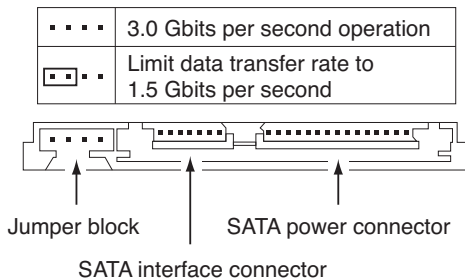 3.0 Gbits per second operation
Limit data transfer rate to
1.5 Gbits per second
Jumper block
SATA power connector
SATA interface connector